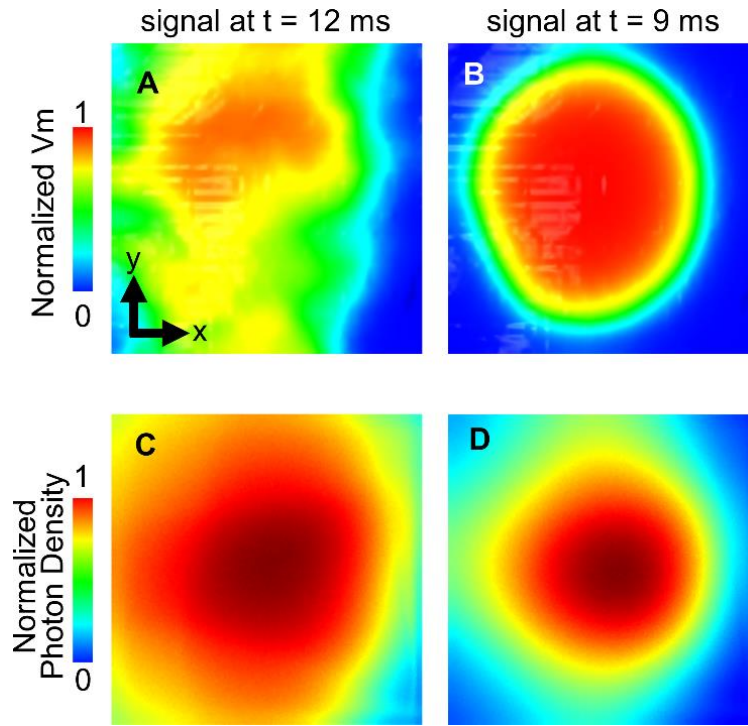 signal at t = 12 ms
signal at t = 9 ms
A
B
1
Normalized Vm
0
y
x
C
D
1
Normalized
Photon Density
0